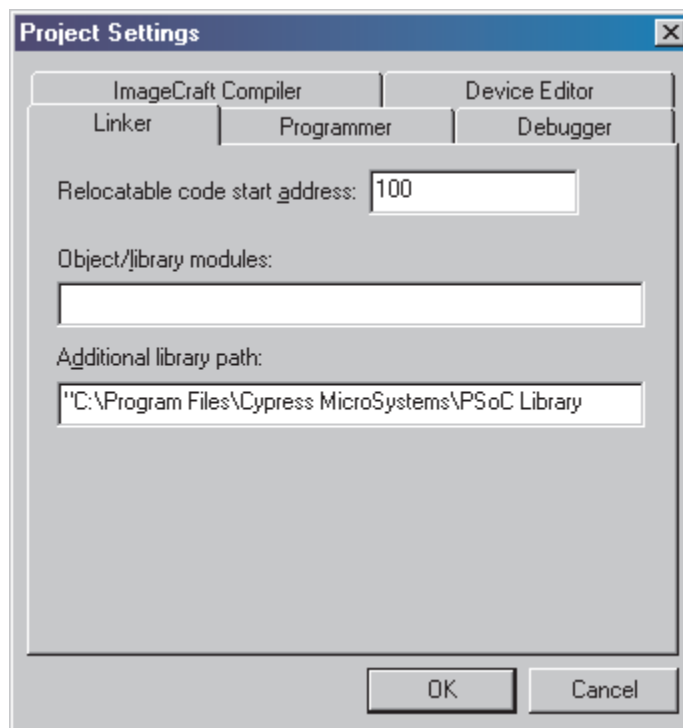 Project Settings
ImageCraft Compiler
Device Editor
Linker
Programmer
Debugger
Relocatable code start address:
100
Object/library modules:
Additional library path:
"C:\Program Files\Cypress MicroSystems\PSoC Library
OK
Cancel